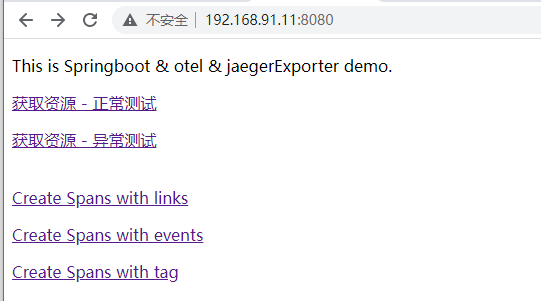 不安全 | 192.168.91.11:8080
This is Springboot & otel & jaegerExporter demo.
获取资源 - 正常测试
获取资源 - 异常测试
Create Spans with links
Create Spans with events
Create Spans with tag